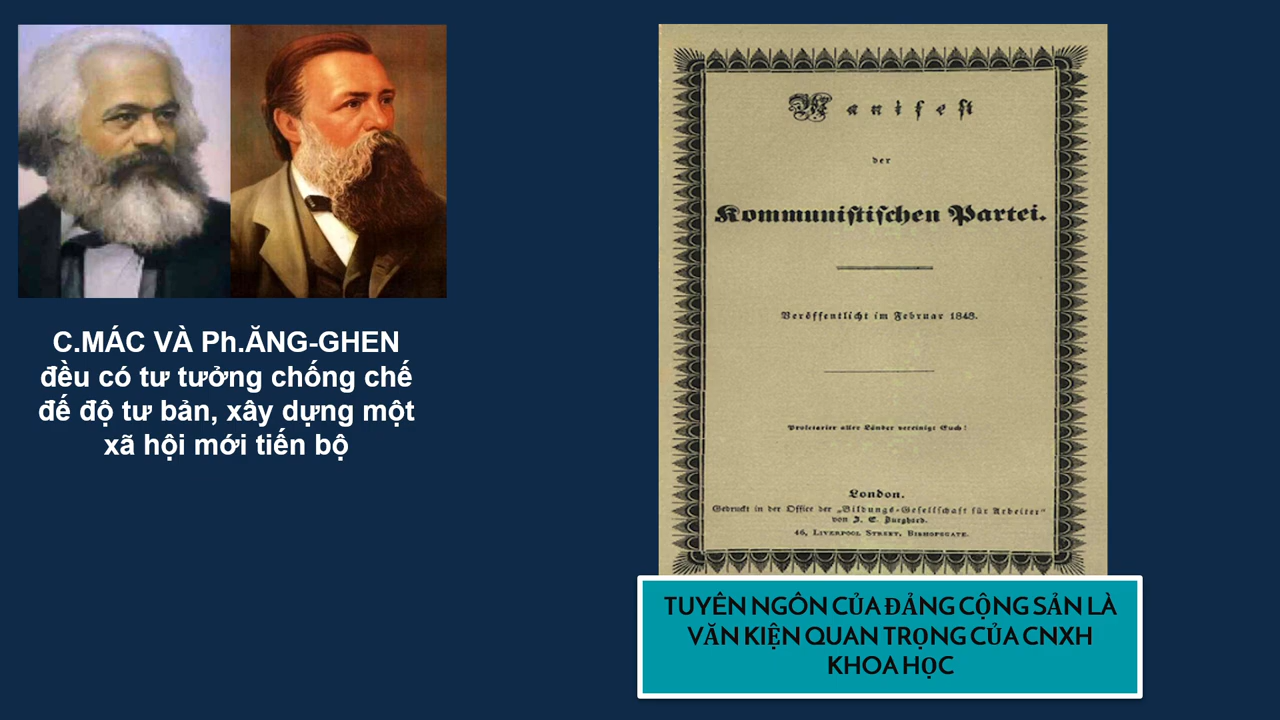 C.MÁC VÀ Ph.ĂNG-GHEN
đều có tư tưởng chống chế
đế độ tư bản, xây dựng một
xã hội mới tiến bộ
Manifest
der
Kommunistischen Partei.
Veröffentlicht im Februar 1848.
Proletarier aller Länder vereinigt Euch!
London.
Gedruckt in der Office der „Bildungs-Gesellschaft für Arbeiter"
von J. E. Burghard.
46, LIVERPOOL STREET, BISHOPSGATE.
TUYÊN NGÔN CỦA ĐẢNG CỘNG SẢN LÀ
VĂN KIỆN QUAN TRỌNG CỦA CNXH
KHOA HỌC